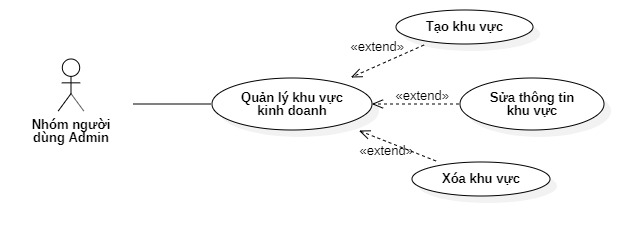 Tạo khu vực
«extend»
Quản lý khu vực
kinh doanh
«extend»
Sửa thông tin
khu vực
Nhóm người
dùng Admin
«extend»
Xóa khu vực